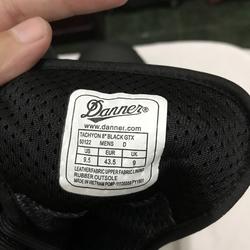 Danner®
www.danner.com
TACHYON 8" BLACK GTX
50122 MENS D
US EUR UK
9.5 43.5 9
LEATHER/FABRIC UPPER FABRIC LINING
RUBBER OUTSOLE
MADE IN VIETNAM